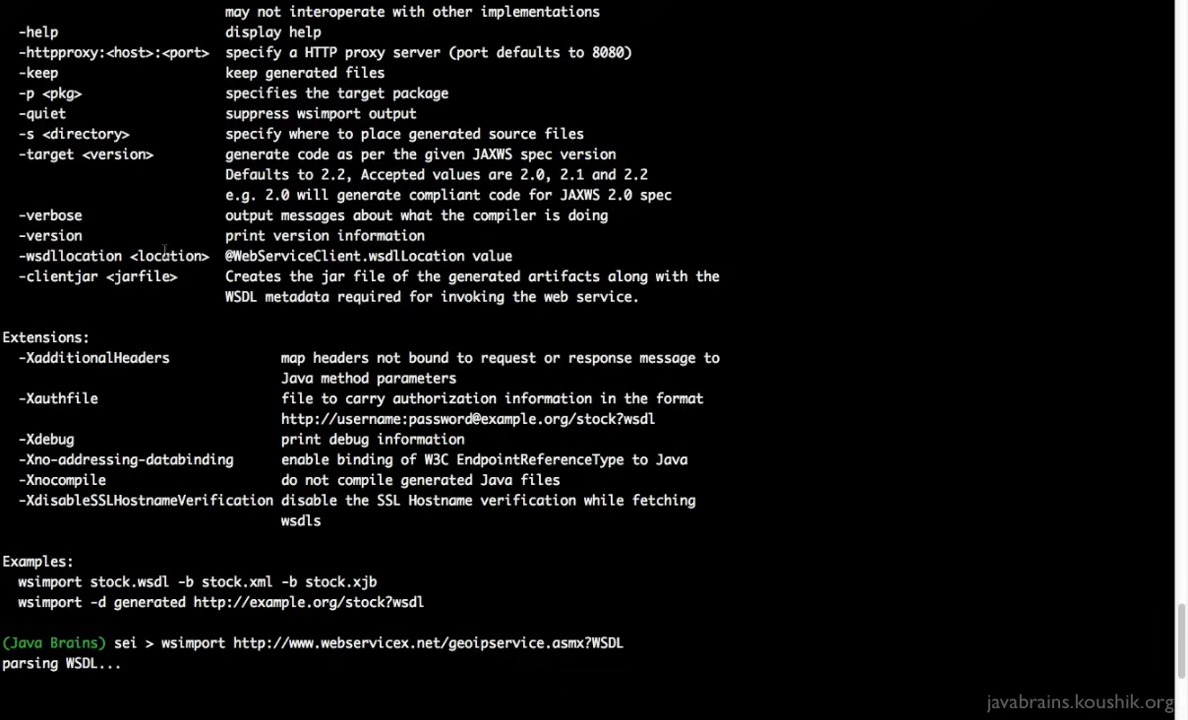 may not interoperate with other implementations
-help display help
-httpproxy:<host>:<port> specify a HTTP proxy server (port defaults to 8080)
-keep keep generated files
-p <pkg> specifies the target package
-quiet suppress wsimport output
-s <directory> specify where to place generated source files
-target <version> generate code as per the given JAXWS spec version
Defaults to 2.2, Accepted values are 2.0, 2.1 and 2.2
e.g. 2.0 will generate compliant code for JAXWS 2.0 spec
-verbose output messages about what the compiler is doing
-version print version information
-wsdllocation <location> @WebServiceClient.wsdlLocation value
-clientjar <jarfile> Creates the jar file of the generated artifacts along with the
WSDL metadata required for invoking the web service.
Extensions:
-XadditionalHeaders map headers not bound to request or response message to
Java method parameters
-Xauthfile file to carry authorization information in the format
http://username:password@example.org/stock?wsdl
-Xdebug print debug information
-Xno-addressing-databinding enable binding of W3C EndpointReferenceType to Java
-Xnocompile do not compile generated Java files
-XdisableSSLHostnameVerification disable the SSL Hostname verification while fetching
wsdls
Examples:
wsimport stock.wsdl -b stock.xml -b stock.xjb
wsimport -d generated http://example.org/stock?wsdl
(Java Brains) sei > wsimport http://www.webservicex.net/geoipservice.asmx?WSDL
parsing WSDL...
javabrains.koushik.org